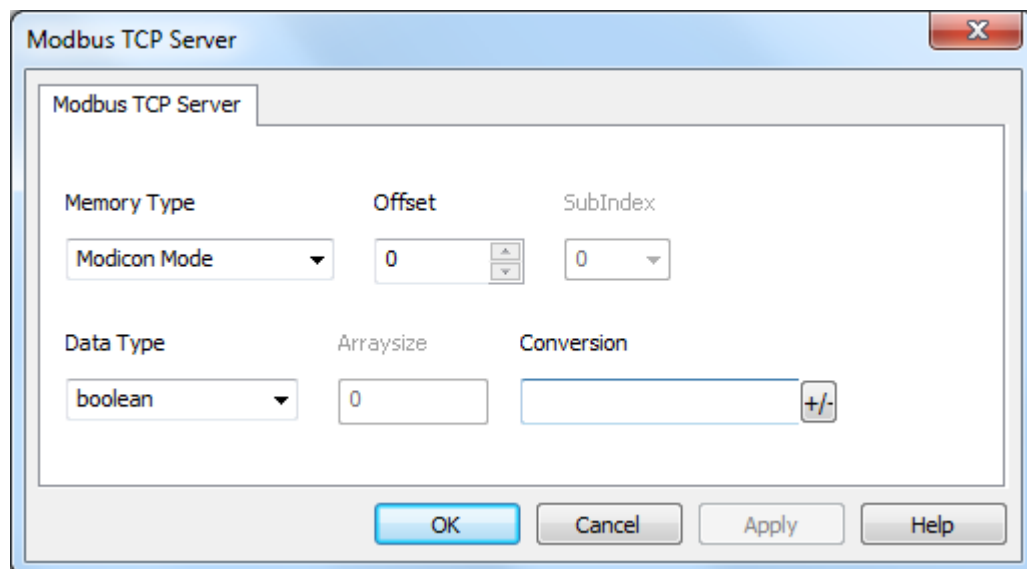 Modbus TCP Server
Modbus TCP Server
Memory Type Offset SubIndex
Modicon Mode 0 0
Data Type Arraysize Conversion
boolean 0 +/-
OK Cancel Apply Help